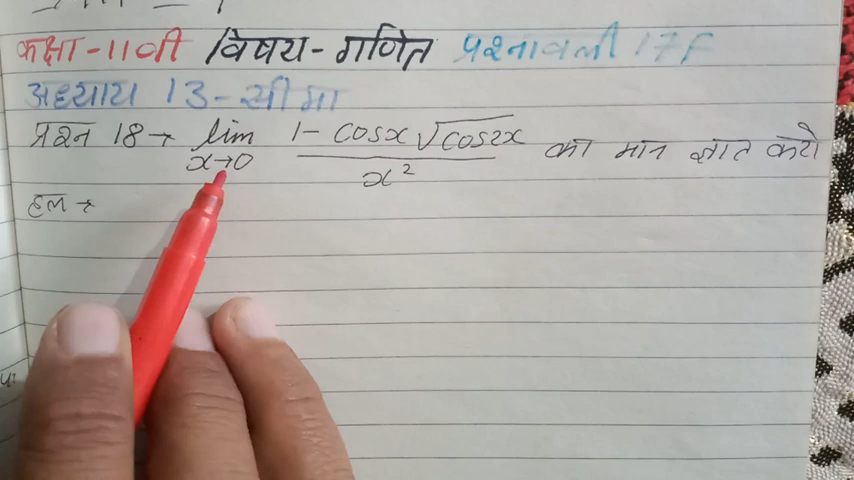 कक्षा-11वी विषय-गणित प्रश्नावली 17F
अध्याय 13-सीमा
प्रश्न 18→ lim x→0 1-cosx√cos2x / x² का मान ज्ञात करो
हल→